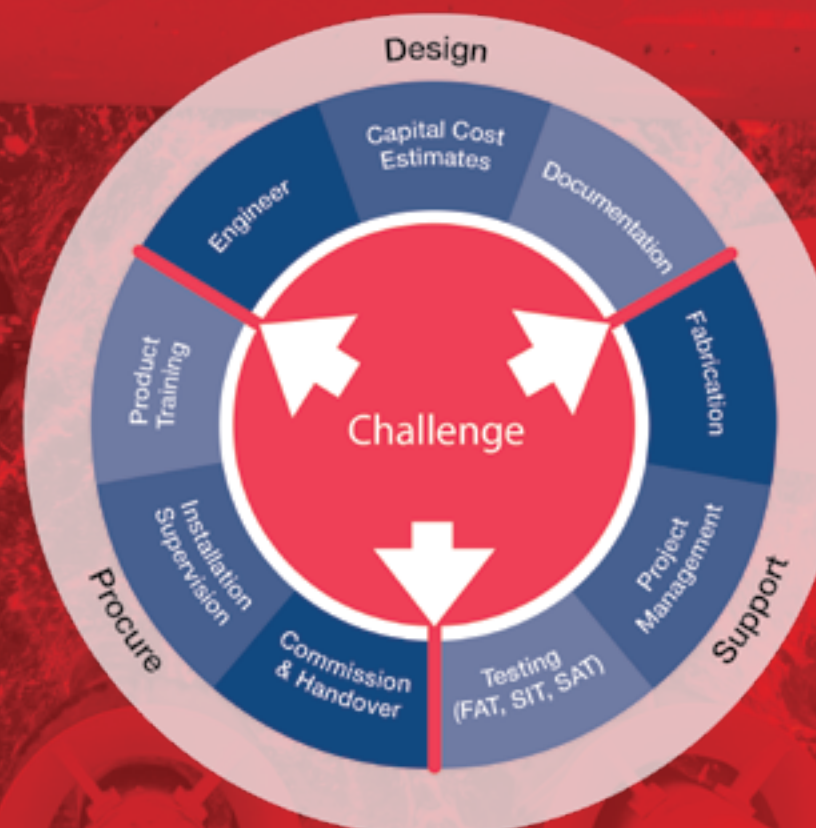 Design
Capital Cost
Estimates
Documentation
Fabrication
Project
Management
Support
Testing
(FAT, SIT, SAT)
Commission
& Handover
Installation
Supervision
Procure
Product
Training
Engineer
Challenge